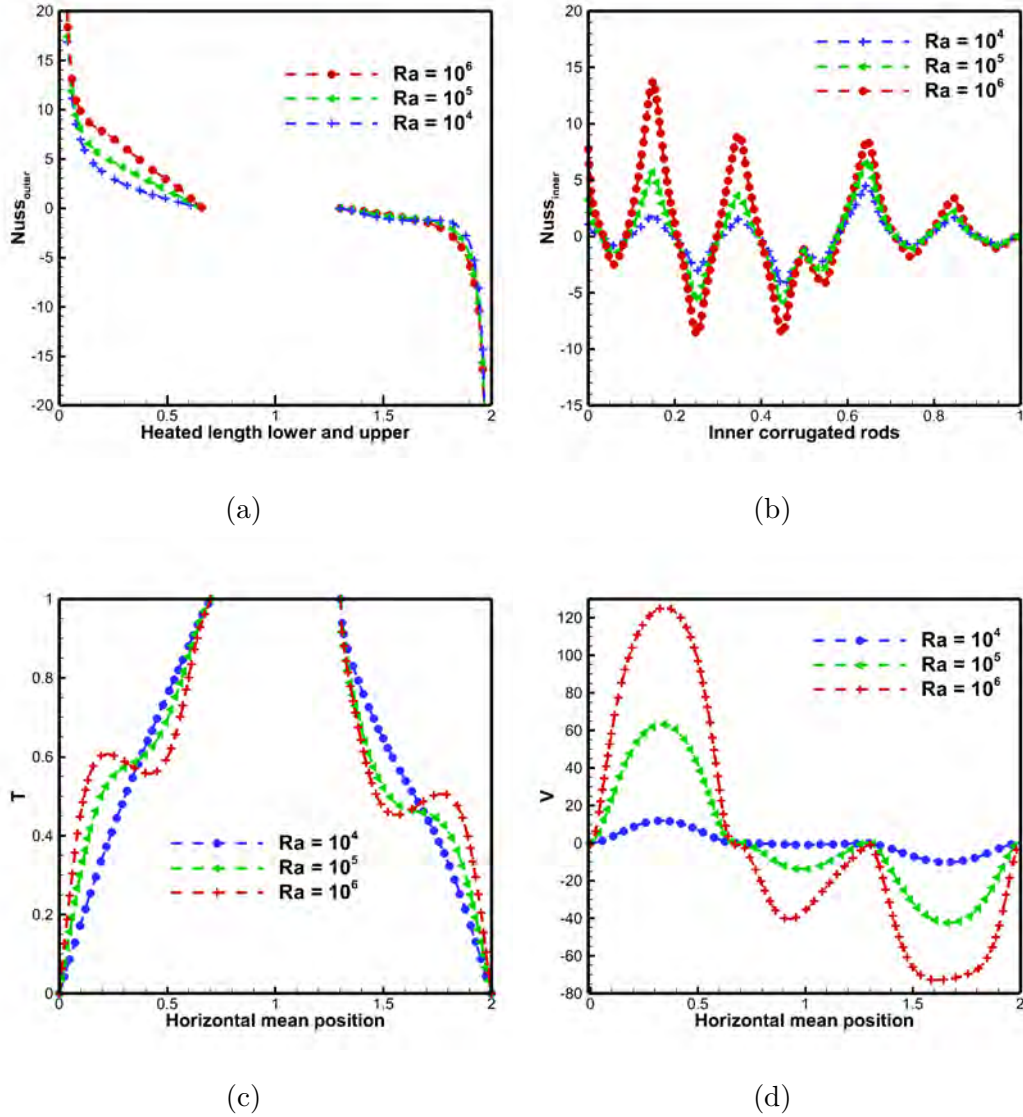 20
15
10
5
0
-5
-10
-15
-20
Nuss_outer
Ra = 10^6
Ra = 10^5
Ra = 10^4
0
0.5
1
1.5
2
Heated length lower and upper
(a)
20
15
10
5
0
-5
-10
-15
Nuss_inner
Ra = 10^4
Ra = 10^5
Ra = 10^6
0
0.2
0.4
0.6
0.8
1
Inner corrugated rods
(b)
1
0.8
0.6
0.4
0.2
0
T
Ra = 10^4
Ra = 10^5
Ra = 10^6
0
0.5
1
1.5
2
Horizontal mean position
(c)
120
100
80
60
40
20
0
-20
-40
-60
-80
V
Ra = 10^4
Ra = 10^5
Ra = 10^6
0
0.5
1
1.5
2
Horizontal mean position
(d)